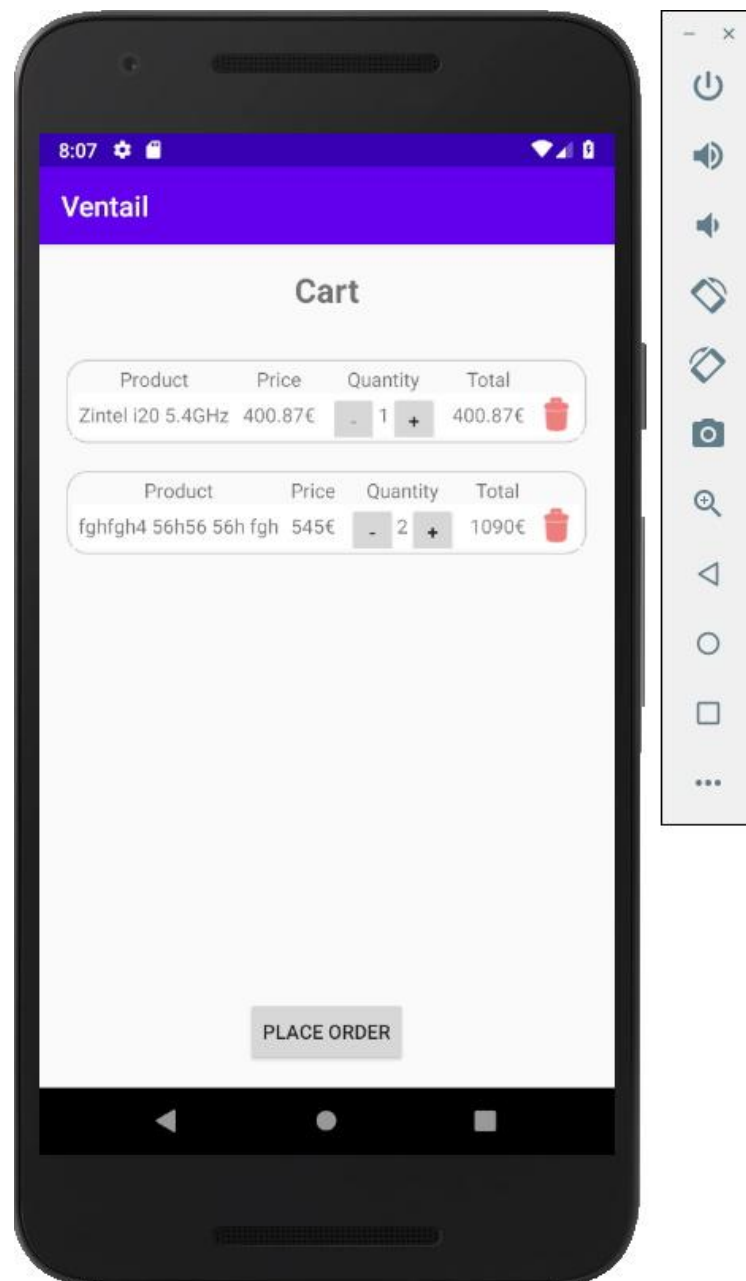 8:07
Ventail
Cart
Product Price Quantity Total
Zintel i20 5.4GHz 400.87€ - 1 + 400.87€
Product Price Quantity Total
fghfgh4 56h56 56h fgh 545€ - 2 + 1090€
PLACE ORDER